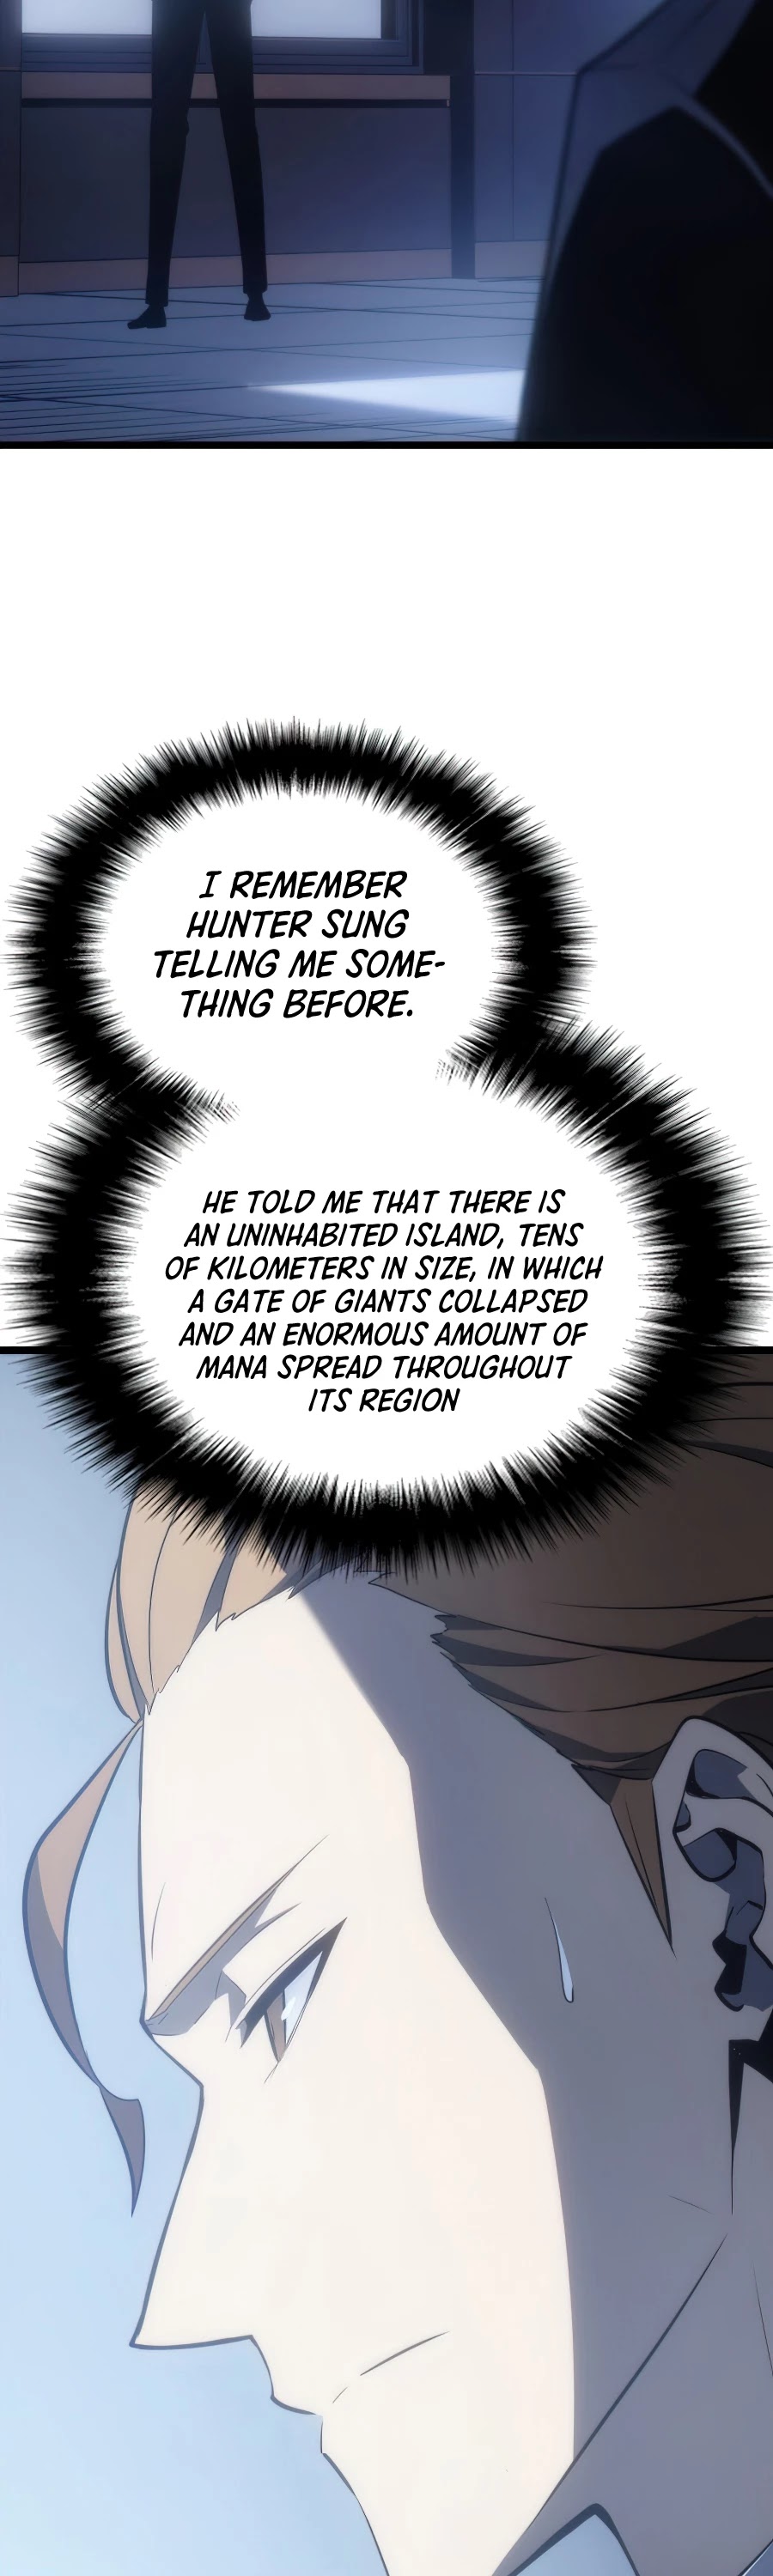 I REMEMBER
HUNTER SUNG
TELLING ME SOME-
THING BEFORE.
HE TOLD ME THAT THERE IS
AN UNINHABITED ISLAND, TENS
OF KILOMETERS IN SIZE, IN WHICH
A GATE OF GIANTS COLLAPSED
AND AN ENORMOUS AMOUNT OF
MANA SPREAD THROUGHOUT
ITS REGION